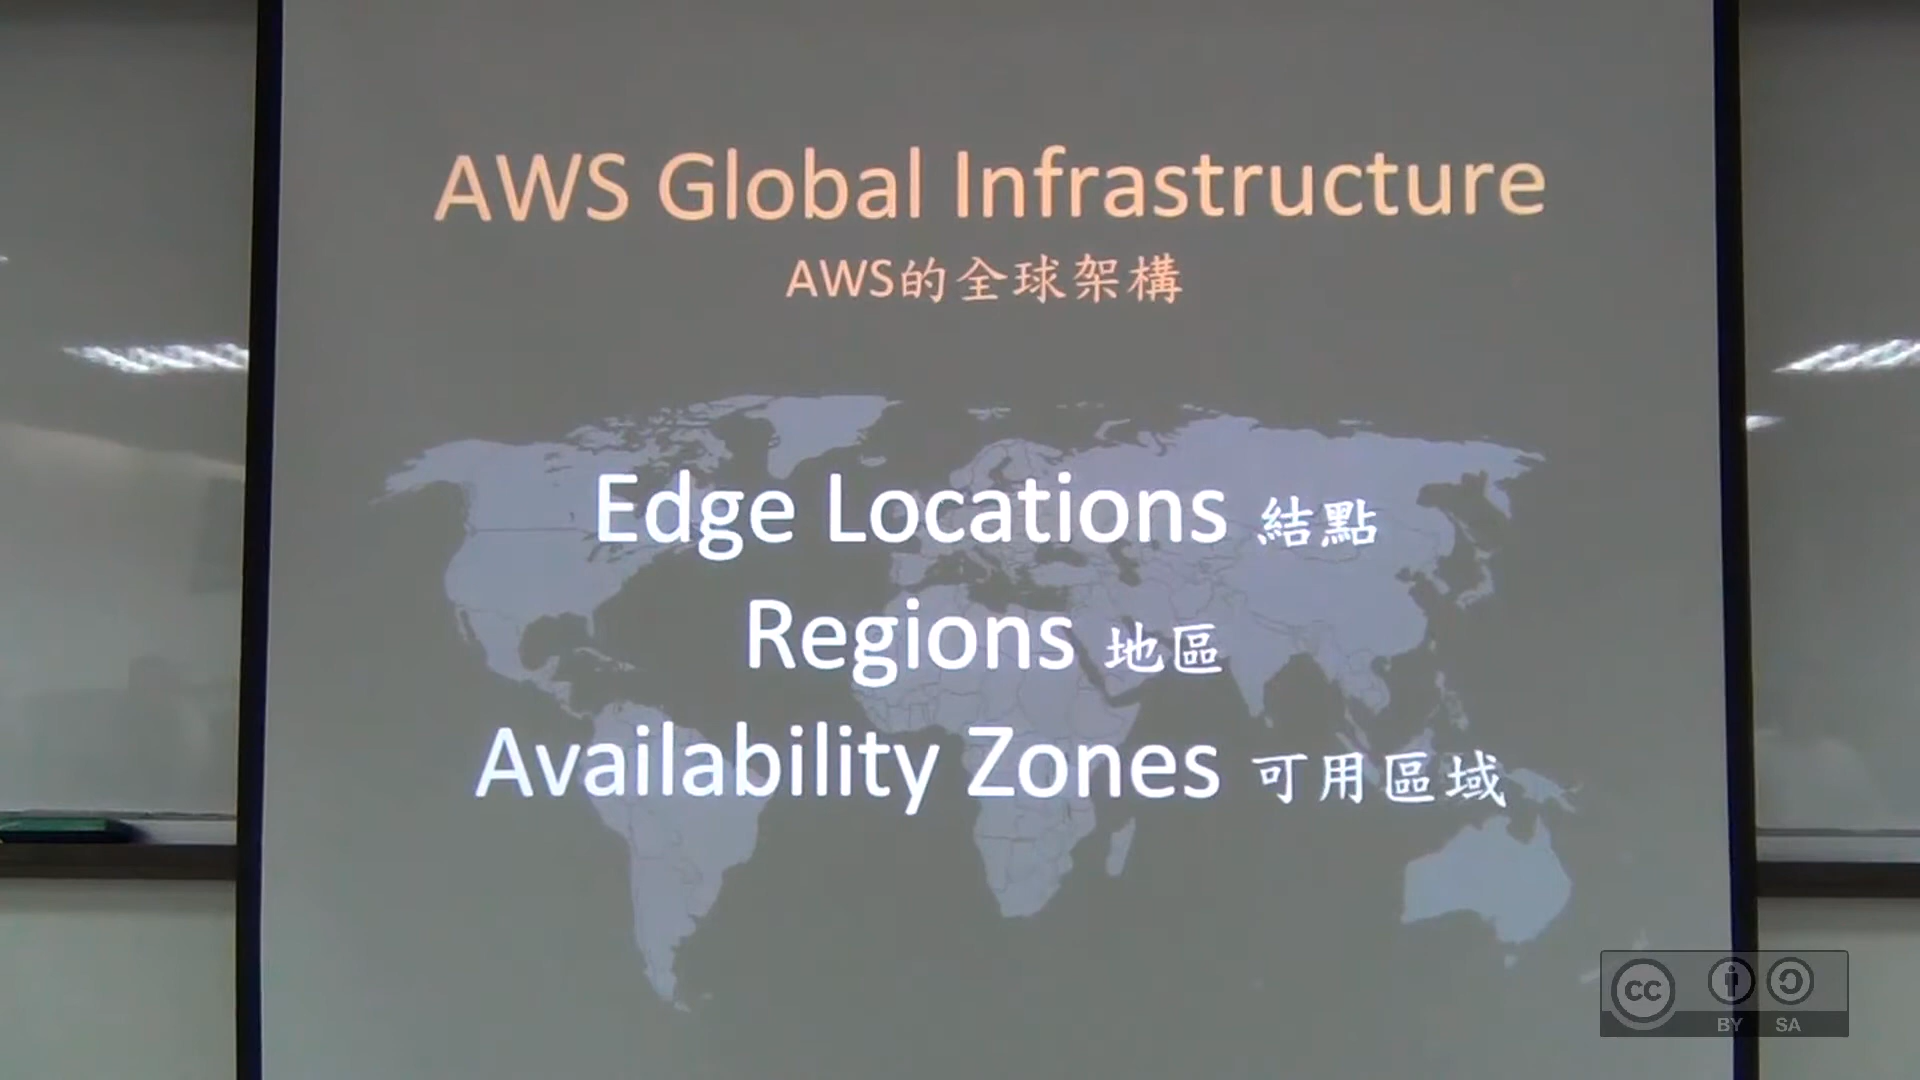 AWS Global Infrastructure
AWS的全球架構
Edge Locations 結點
Regions 地區
Availability Zones 可用區域
cc
BY SA